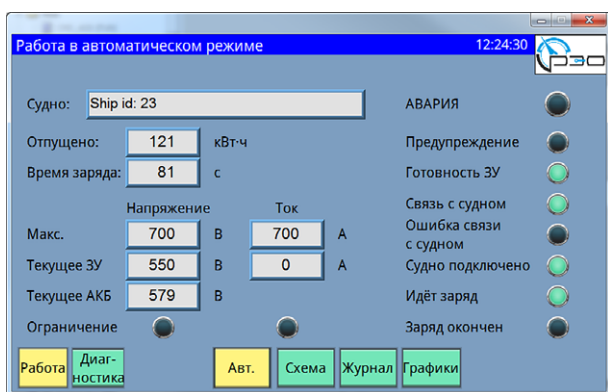 Работа в автоматическом режиме 12:24:30
РЭО
Судно: Ship id: 23 АВАРИЯ
Отпущено: 121 кВт·ч Предупреждение
Время заряда: 81 с Готовность ЗУ
Напряжение Ток Связь с судном
Макс. 700 В 700 А Ошибка связи
с судном
Текущее ЗУ 550 В 0 А Судно подключено
Текущее АКБ 579 В Идёт заряд
Ограничение Заряд окончен
Работа Диаг-
ностика Авт. Схема Журнал Графики